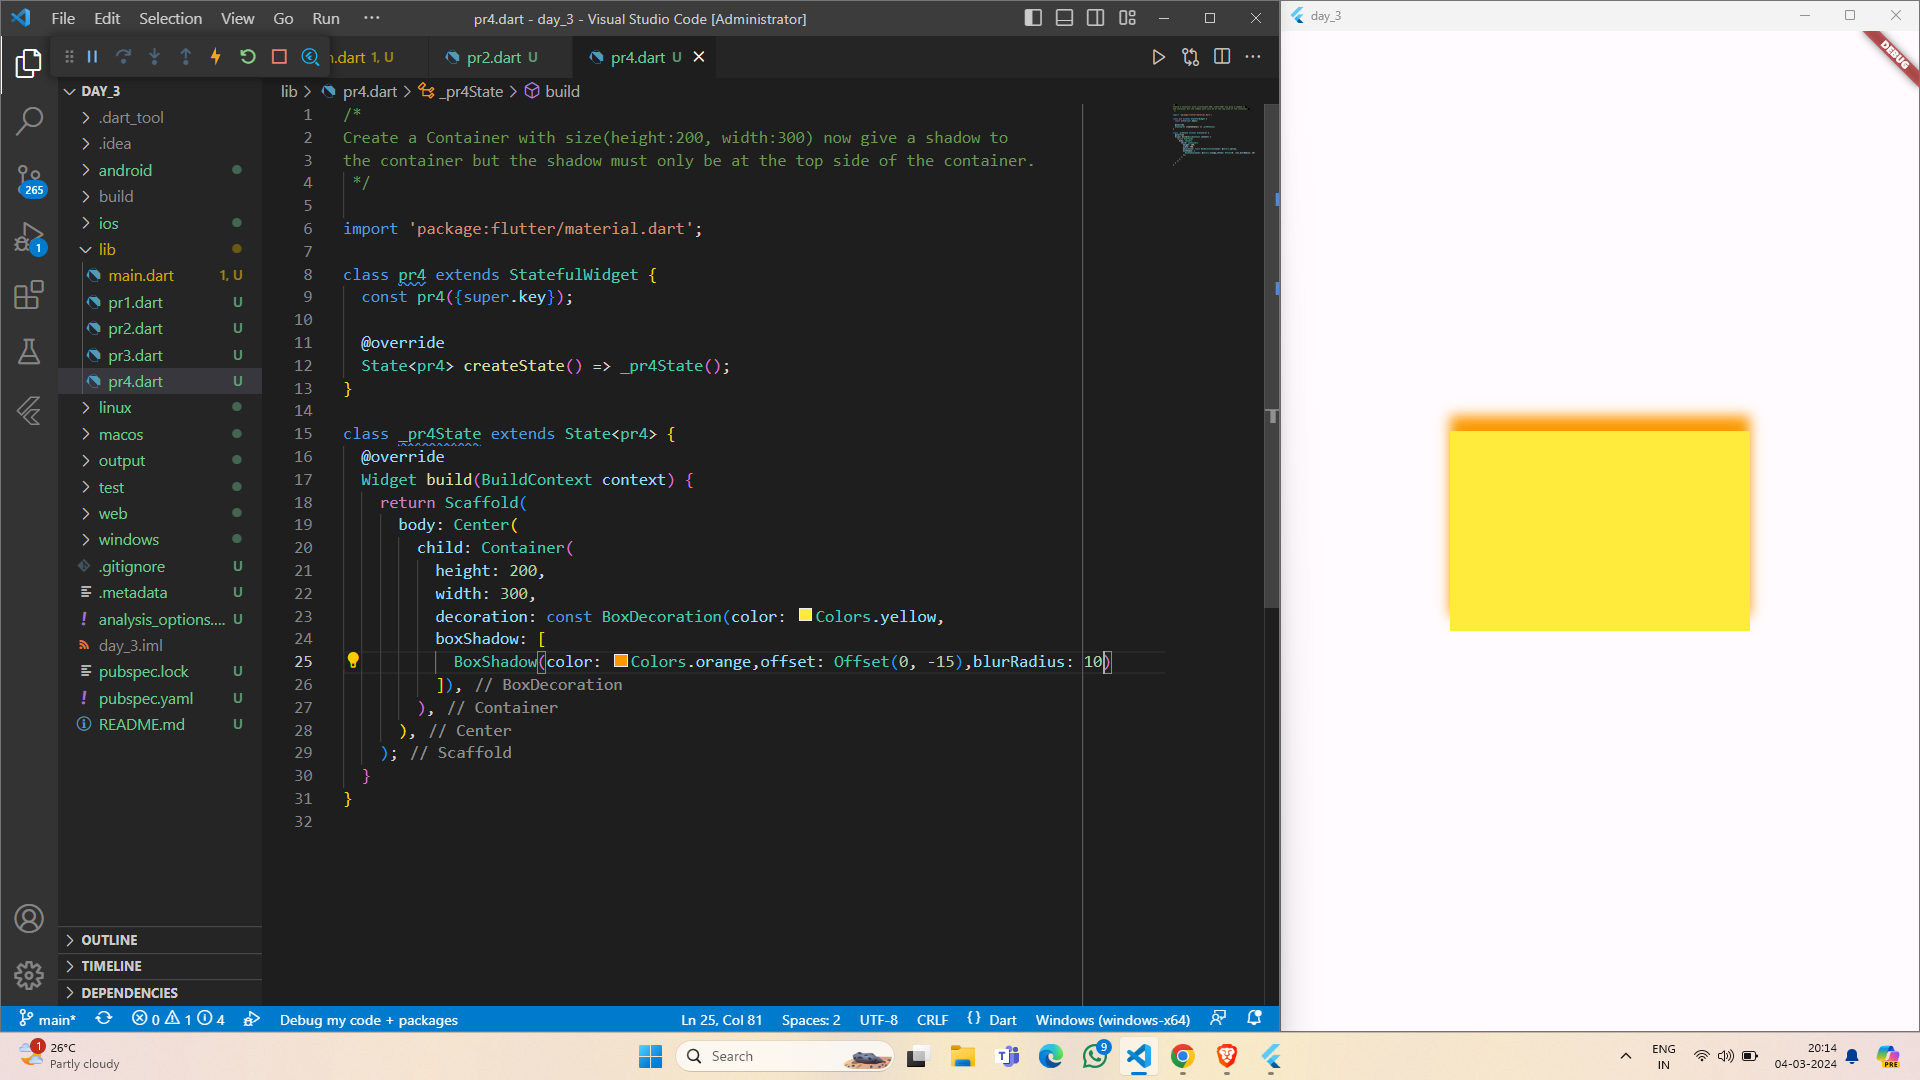 File Edit Selection View Go Run ··· pr4.dart - day_3 - Visual Studio Code [Administrator]
day_3
DEBUG
.dart 1, U pr2.dart U pr4.dart U
DAY_3
lib > pr4.dart > _pr4State > build
.dart_tool
.idea
android
build
ios
lib
main.dart 1, U
pr1.dart U
pr2.dart U
pr3.dart U
pr4.dart U
linux
macos
output
test
web
windows
.gitignore U
.metadata U
analysis_options.... U
day_3.iml
pubspec.lock U
pubspec.yaml U
README.md U
OUTLINE
TIMELINE
DEPENDENCIES
265
1
1 /*
2 Create a Container with size(height:200, width:300) now give a shadow to
3 the container but the shadow must only be at the top side of the container.
4 */
5
6 import 'package:flutter/material.dart';
7
8 class pr4 extends StatefulWidget {
9 const pr4({super.key});
10
11 @override
12 State<pr4> createState() => _pr4State();
13 }
14
15 class _pr4State extends State<pr4> {
16 @override
17 Widget build(BuildContext context) {
18 return Scaffold(
19 body: Center(
20 child: Container(
21 height: 200,
22 width: 300,
23 decoration: const BoxDecoration(color: Colors.yellow,
24 boxShadow: [
25 BoxShadow(color: Colors.orange,offset: Offset(0, -15),blurRadius: 10)
26 ]), // BoxDecoration
27 ), // Container
28 ), // Center
29 ); // Scaffold
30 }
31 }
32
main* 0 1 4 Debug my code + packages Ln 25, Col 81 Spaces: 2 UTF-8 CRLF {} Dart Windows (windows-x64)
1 26°C
Partly cloudy
Search
9
ENG
IN
20:14
04-03-2024
PRE